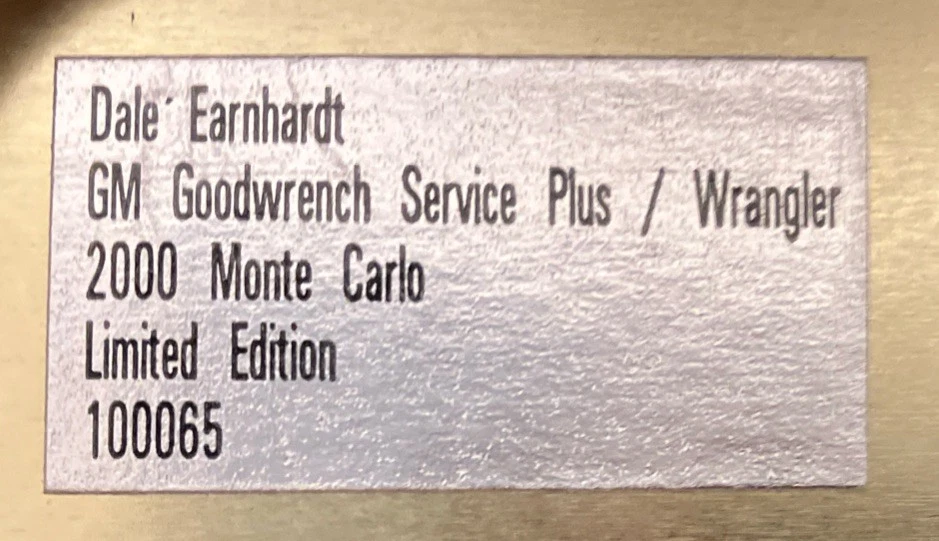 Dale Earnhardt
GM Goodwrench Service Plus / Wrangler
2000 Monte Carlo
Limited Edition
100065